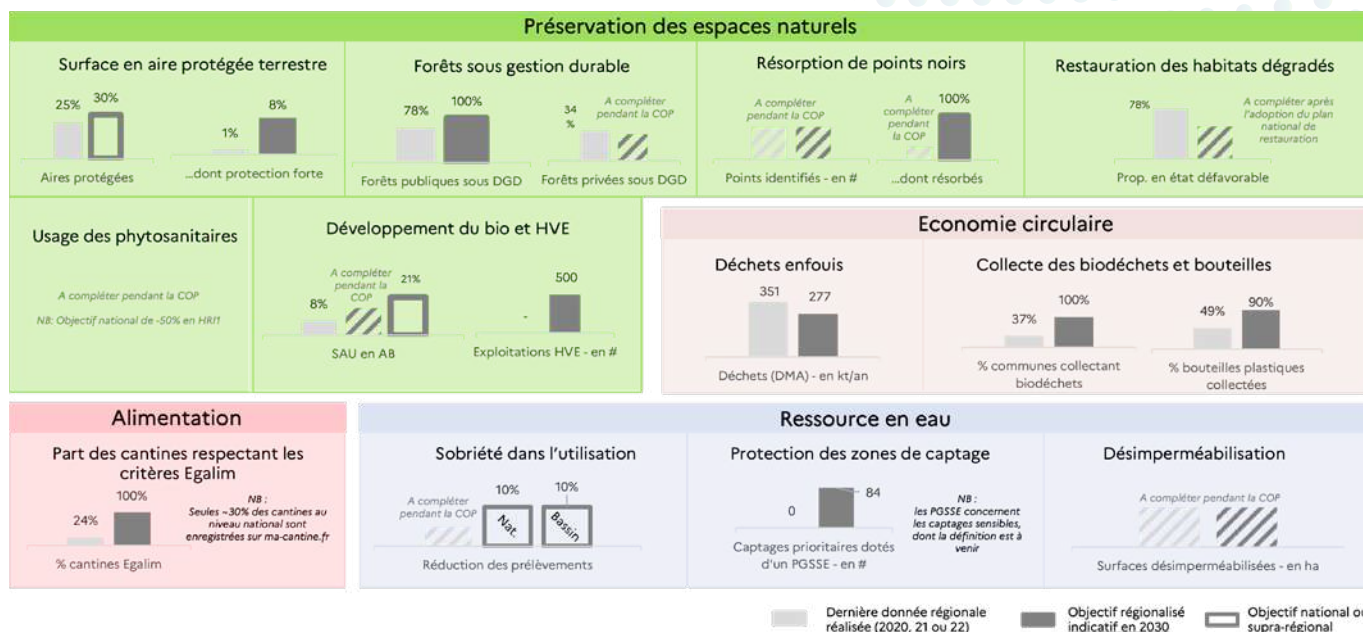 Préservation des espaces naturels
Surface en aire protégée terrestre
25%
30%
Aires protégées
1%
8%
...dont protection forte
Forêts sous gestion durable
78%
100%
Forêts publiques sous DGD
34
%
A compléter
pendant la COP
Forêts privées sous DGD
Résorption de points noirs
A compléter
pendant la COP
Points identifiés - en #
A
compléter
pendant
la COP
100%
...dont résorbés
Restauration des habitats dégradés
78%
A compléter après
l'adoption du plan
national de
restauration
Prop. en état défavorable
Usage des phytosanitaires
A compléter pendant la COP
NB: Objectif national de -50% en HRI1
Développement du bio et HVE
8%
A compléter
pendant la
COP
21%
SAU en AB
-
500
Exploitations HVE - en #
Economie circulaire
Déchets enfouis
351
277
Déchets (DMA) - en kt/an
Collecte des biodéchets et bouteilles
37%
100%
% communes collectant
biodéchets
49%
90%
% bouteilles plastiques
collectées
Alimentation
Part des cantines respectant les
critères Egalim
24%
100%
% cantines Egalim
NB :
Seules ~30% des cantines au
niveau national sont
enregistrées sur ma-cantine.fr
Ressource en eau
Sobriété dans l'utilisation
A compléter
pendant la COP
10%
Nat.
10%
Bassin
Réduction des prélèvements
Protection des zones de captage
0
84
Captages prioritaires dotés
d'un PGSSE - en #
NB :
les PGSSE concernent
les captages sensibles,
dont la définition est à
venir
Désimperméabilisation
A compléter pendant la COP
Surfaces désimperméabilisées - en ha
Dernière donnée régionale
réalisée (2020, 21 ou 22)
Objectif régionalisé
indicatif en 2030
Objectif national ou
supra-régional